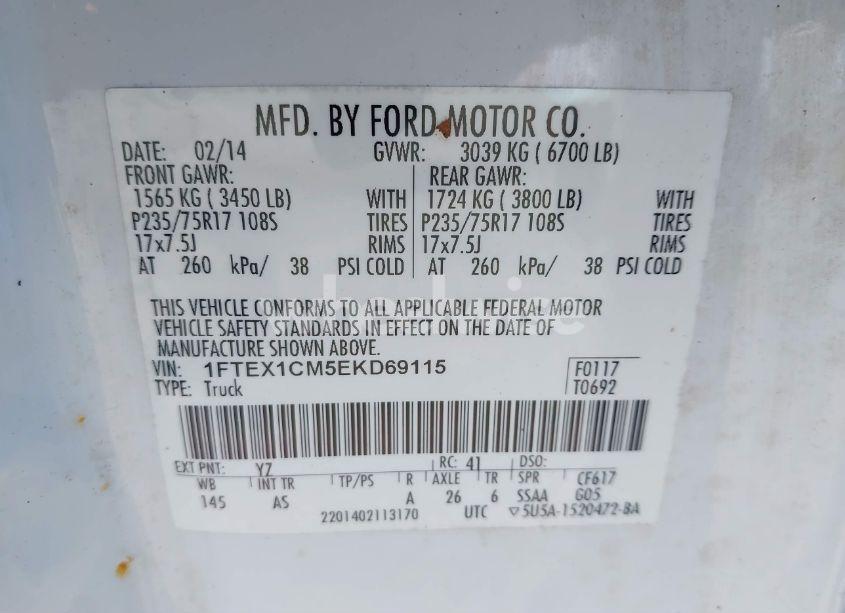 MFD. BY FORD MOTOR CO.
DATE: 02/14 GVWR: 3039 KG ( 6700 LB)
FRONT GAWR: REAR GAWR:
1565 KG ( 3450 LB) WITH 1724 KG ( 3800 LB) WITH
P235/75R17 108S TIRES P235/75R17 108S TIRES
17x7.5J RIMS 17x7.5J RIMS
AT 260 kPa/ 38 PSI COLD AT 260 kPa/ 38 PSI COLD
THIS VEHICLE CONFORMS TO ALL APPLICABLE FEDERAL MOTOR
VEHICLE SAFETY STANDARDS IN EFFECT ON THE DATE OF
MANUFACTURE SHOWN ABOVE.
VIN: 1FTEX1CM5EKD69115 F0117
TYPE: Truck T0692
EXT PNT: YZ RC: 41 DSO:
WB INT TR TP/PS R AXLE TR SPR CF617
145 AS A 26 6 SSAA G05
2201402113170 UTC ▽5U5A-1520472-BA